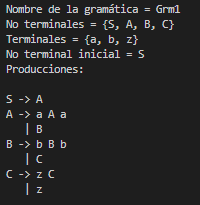 Nombre de la gramática = Grm1
No terminales = {S, A, B, C}
Terminales = {a, b, z}
No terminal inicial = S
Producciones:
S -> A
A -> a A a
| B
B -> b B b
| C
C -> z C
| z